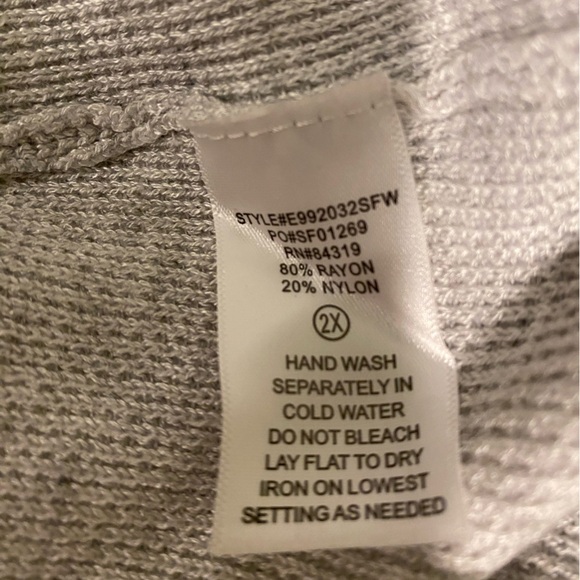 STYLE#E992032SFW
PO#SF01269
RN#84319
80% RAYON
20% NYLON
2X
HAND WASH
SEPARATELY IN
COLD WATER
DO NOT BLEACH
LAY FLAT TO DRY
IRON ON LOWEST
SETTING AS NEEDED